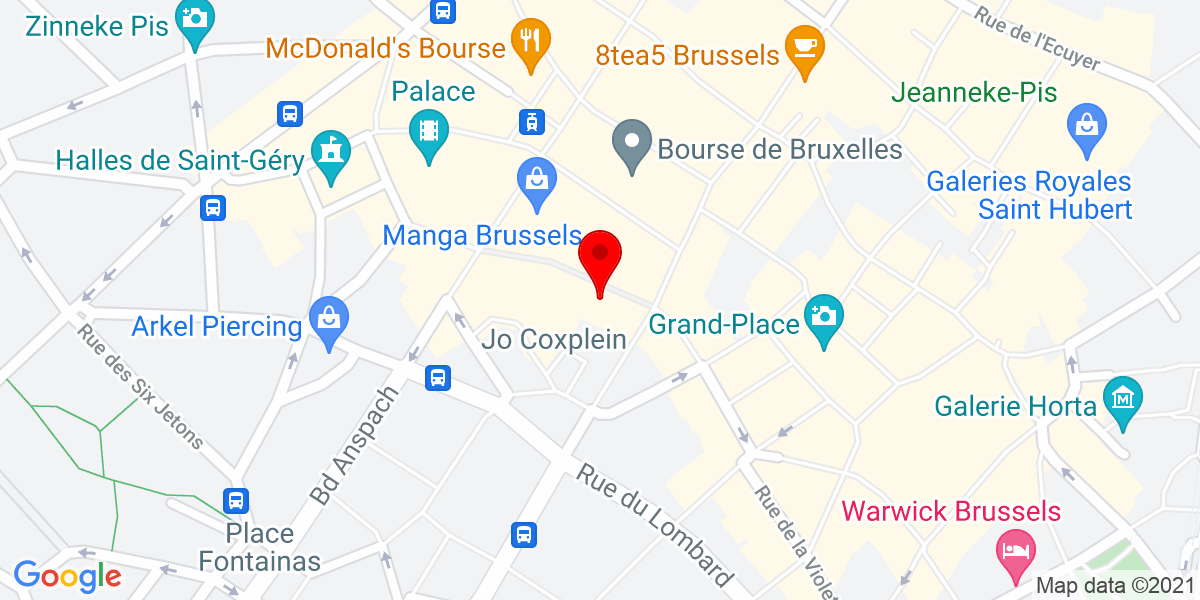 Zinneke Pis
McDonald's Bourse
8tea5 Brussels
Rue de l'Ecuyer
Palace
Jeanneke-Pis
Halles de Saint-Géry
Bourse de Bruxelles
Galeries Royales
Saint Hubert
Manga Brussels
Arkel Piercing
Jo Coxplein
Grand-Place
Rue des Six Jetons
Bd Anspach
Galerie Horta
Rue du Lombard
Rue de la Violet
Warwick Brussels
Place
Fontainas
Google
Map data ©2021